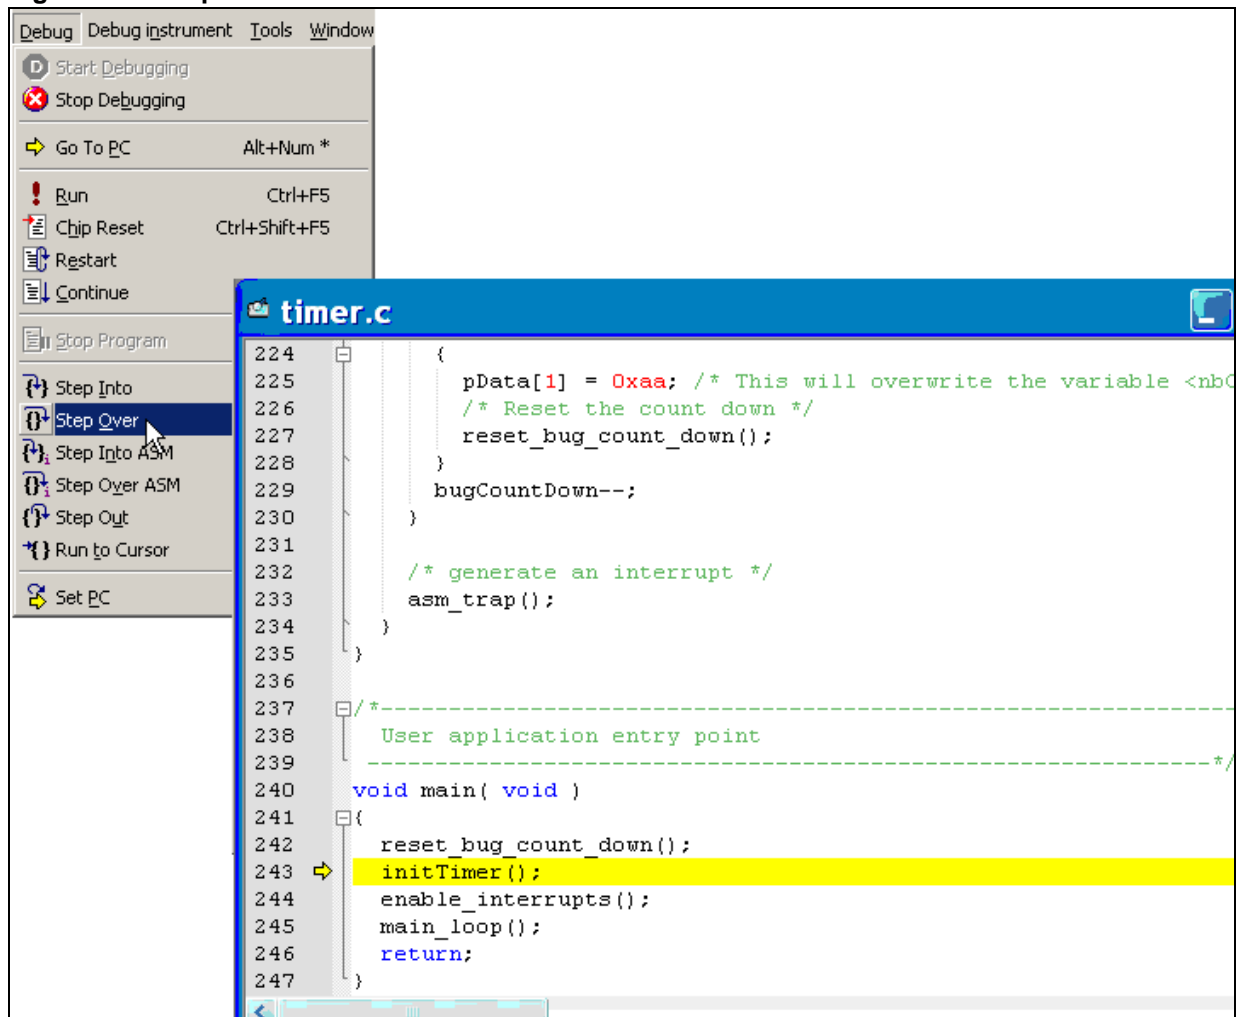 Debug Debug instrument Tools Window
Start Debugging
Stop Debugging
Go To PC Alt+Num *
Run Ctrl+F5
Chip Reset Ctrl+Shift+F5
Restart
Continue
Stop Program
Step Into
Step Over
Step Into ASM
Step Over ASM
Step Out
Run to Cursor
Set PC
timer.c
224 {
225 pData[1] = 0xaa; /* This will overwrite the variable <nbC
226 /* Reset the count down */
227 reset_bug_count_down();
228 }
229 bugCountDown--;
230 }
231
232 /* generate an interrupt */
233 asm_trap();
234 }
235 }
236
237 /*---------------------------------------------------------------
238 User application entry point
239 --------------------------------------------------------------*/
240 void main( void )
241 {
242 reset_bug_count_down();
243 initTimer();
244 enable_interrupts();
245 main_loop();
246 return;
247 }